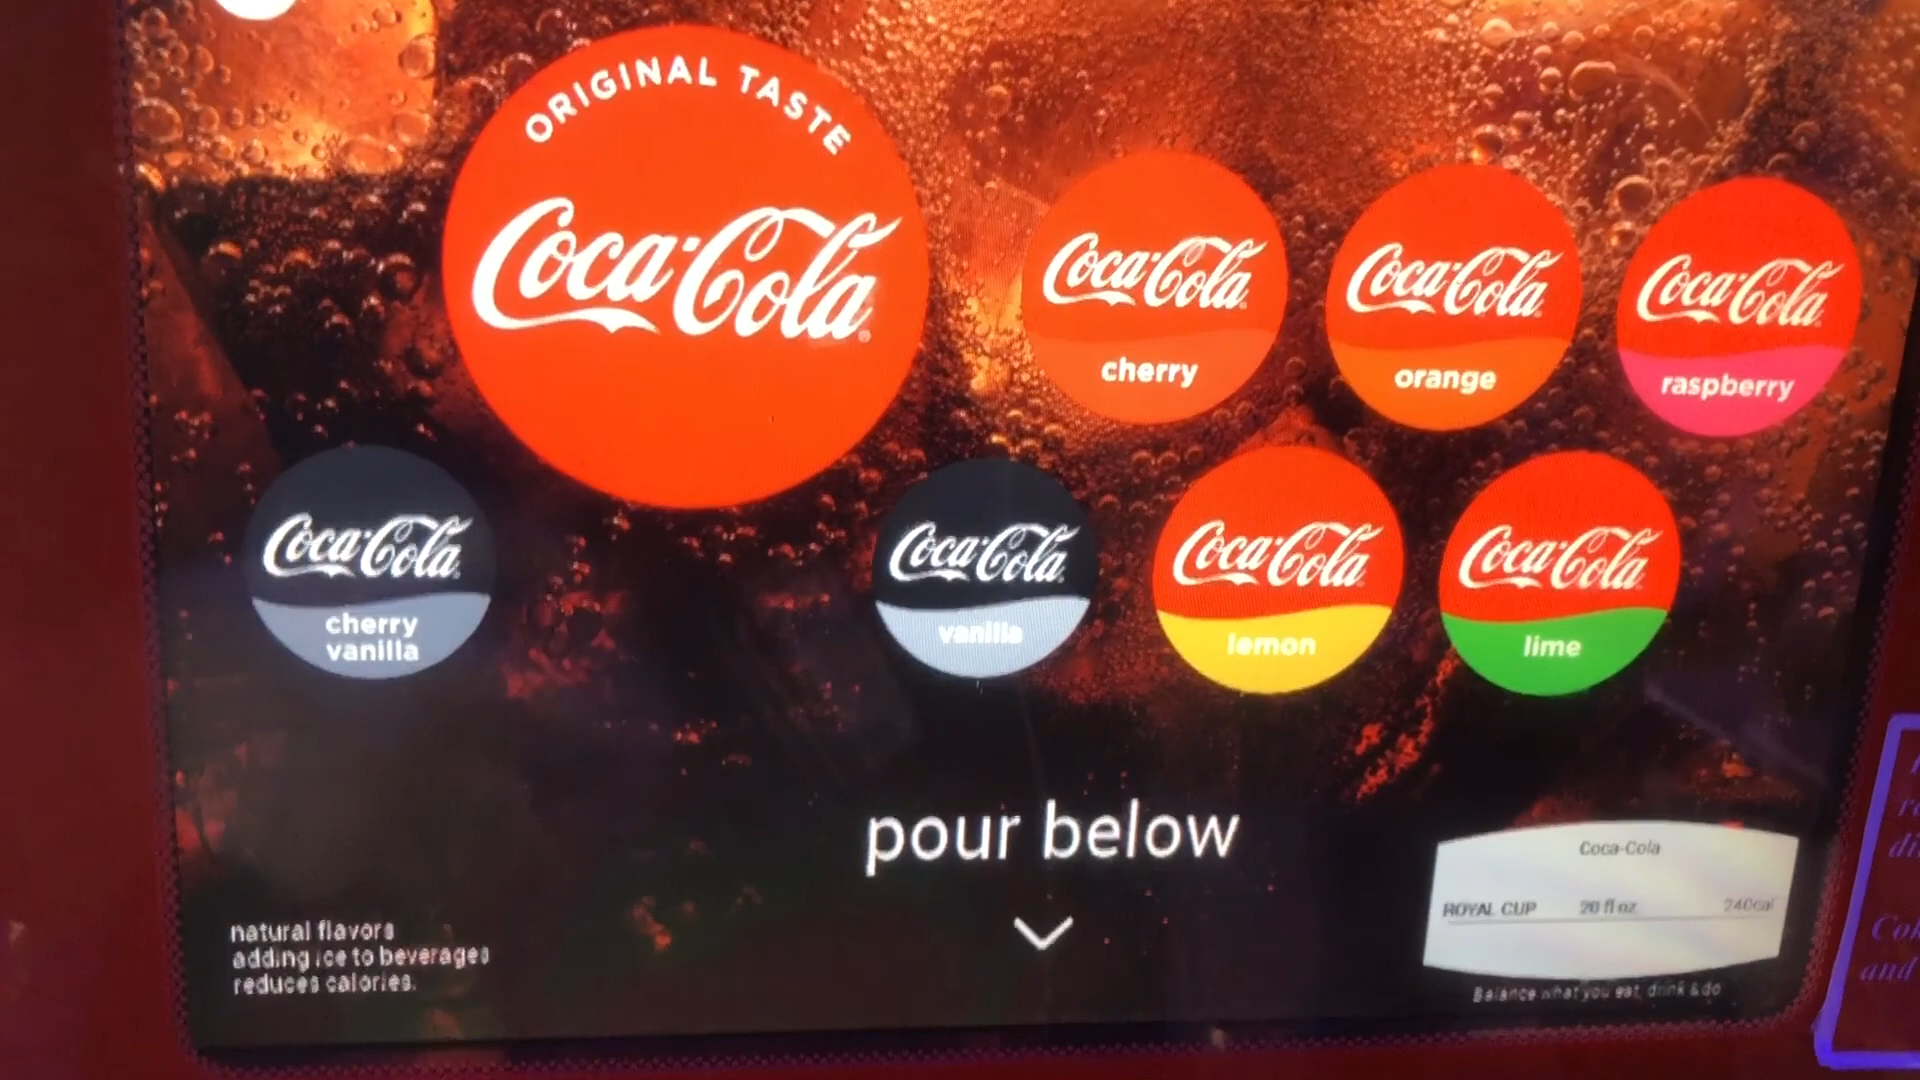 ORIGINAL TASTE
Coca-Cola
Coca-Cola
cherry
Coca-Cola
orange
Coca-Cola
raspberry
Coca-Cola
cherry
vanilla
Coca-Cola
vanilla
Coca-Cola
lemon
Coca-Cola
lime
pour below
natural flavors
adding ice to beverages
reduces calories.
Coca-Cola
ROYAL CUP 20 fl oz 240cal
Balance what you eat, drink & do
and